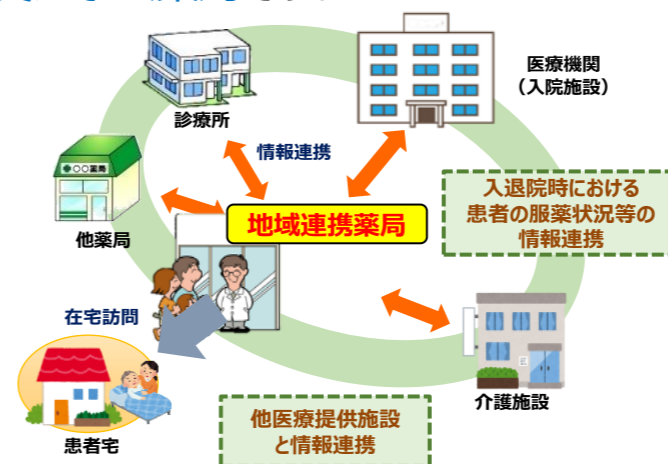 診療所
医療機関
（入院施設）
情報連携
○○薬局
他薬局
地域連携薬局
入退院時における
患者の服薬状況等の
情報連携
在宅訪問
介護施設
他医療提供施設
と情報連携
患者宅